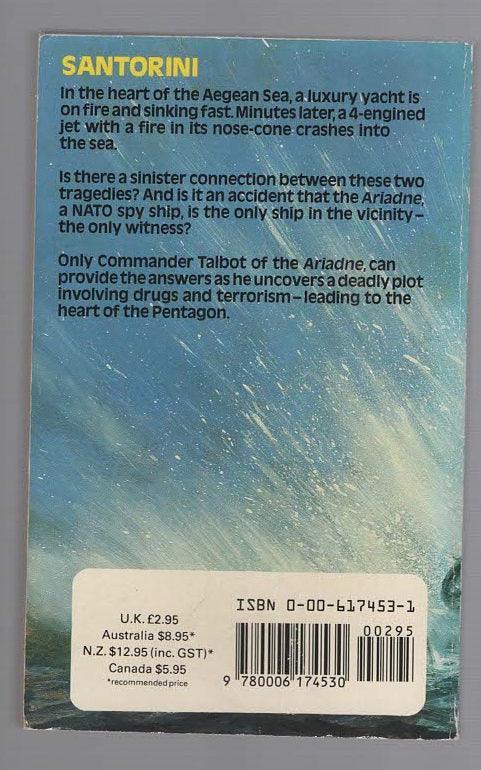 SANTORINI
In the heart of the Aegean Sea, a luxury yacht is
on fire and sinking fast. Minutes later, a 4-engined
jet with a fire in its nose-cone crashes into
the sea.
Is there a sinister connection between these two
tragedies? And is it an accident that the Ariadne,
a NATO spy ship, is the only ship in the vicinity–
the only witness?
Only Commander Talbot of the Ariadne, can
provide the answers as he uncovers a deadly plot
involving drugs and terrorism–leading to the
heart of the Pentagon.
U.K. £2.95
Australia $8.95*
N.Z. $12.95 (inc. GST)*
Canada $5.95
*recommended price
ISBN 0-00-617453-1
00295
9 780006 174530